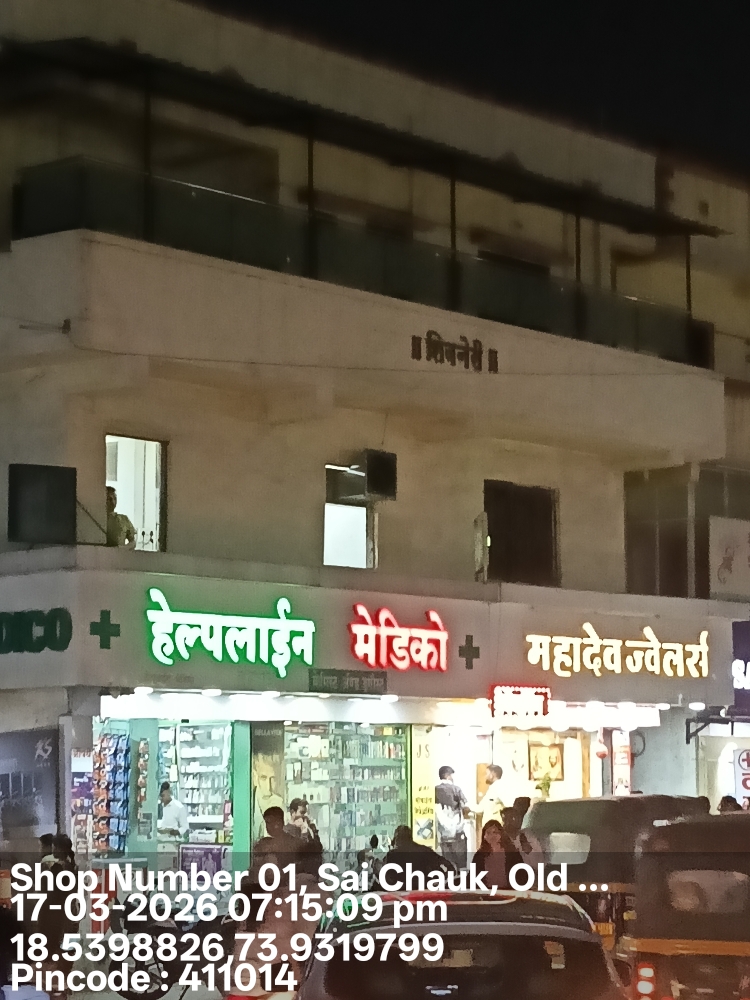 ॥ शिवनेरी ॥
DICO + हेल्पलाईन मेडिको +
महादेव ज्वेलर्स
Shop Number 01, Sai Chauk, Old ...
17-03-2026 07:15:09 pm
18.5398826,73.9319799
Pincode : 411014